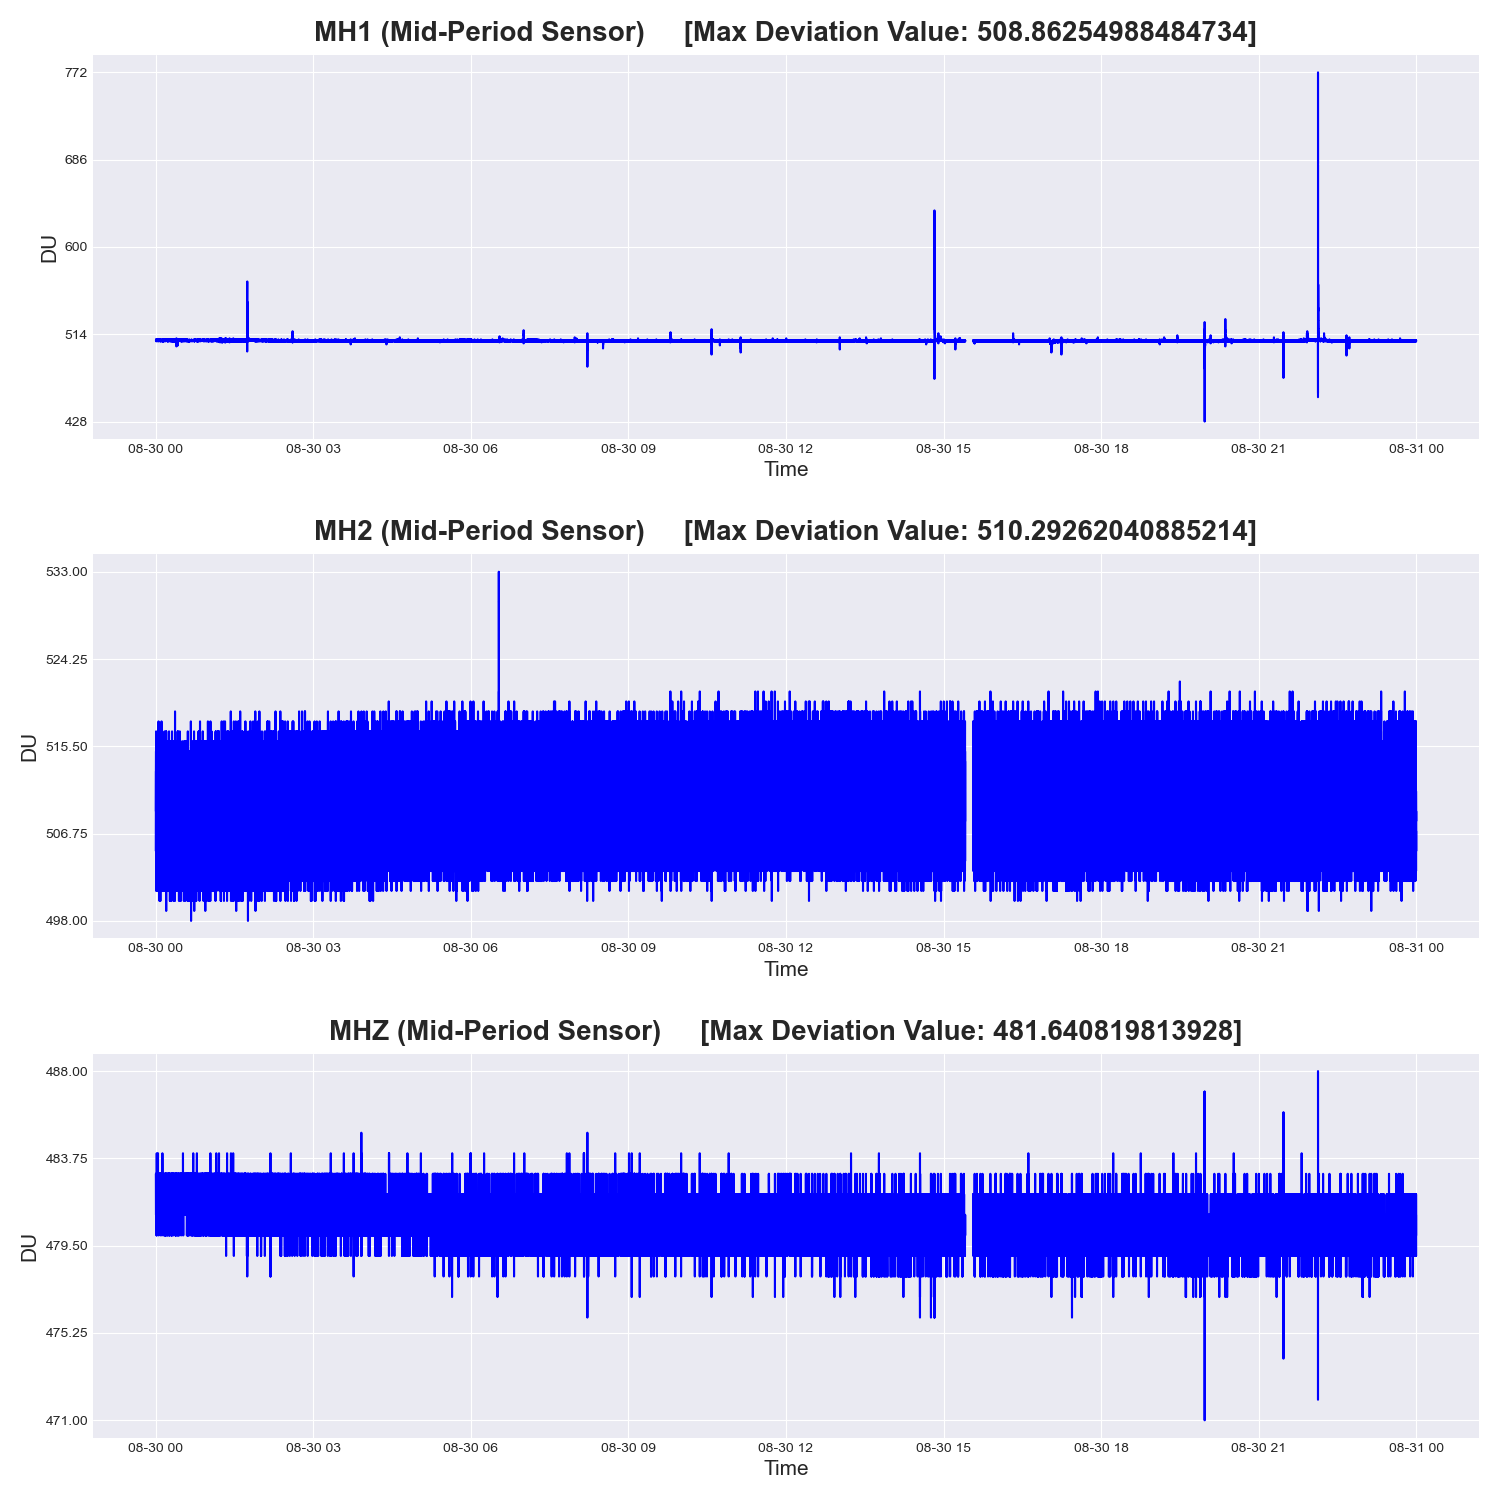 MH1 (Mid-Period Sensor) [Max Deviation Value: 508.86254988484734]
772
686
600
514
428
DU
08-30 00 08-30 03 08-30 06 08-30 09 08-30 12 08-30 15 08-30 18 08-30 21 08-31 00
Time
MH2 (Mid-Period Sensor) [Max Deviation Value: 510.29262040885214]
533.00
524.25
515.50
506.75
498.00
DU
08-30 00 08-30 03 08-30 06 08-30 09 08-30 12 08-30 15 08-30 18 08-30 21 08-31 00
Time
MHZ (Mid-Period Sensor) [Max Deviation Value: 481.640819813928]
488.00
483.75
479.50
475.25
471.00
DU
08-30 00 08-30 03 08-30 06 08-30 09 08-30 12 08-30 15 08-30 18 08-30 21 08-31 00
Time